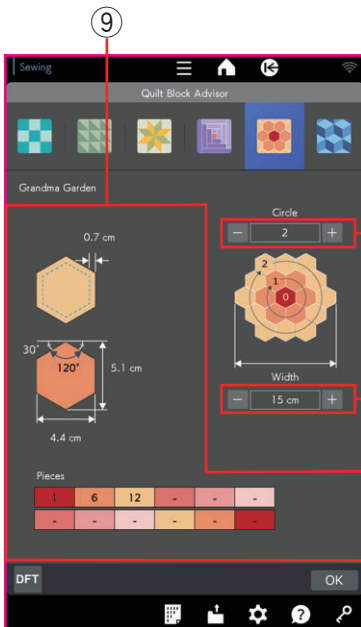 9
Sewing
Quilt Block Advisor
Grandma Garden
Circle
− 2 +
0.7 cm
2
1
0
30°
120°
5.1 cm
4.4 cm
Width
− 15 cm +
Pieces
1 6 12 - - -
- - - - - -
DFT
OK
?